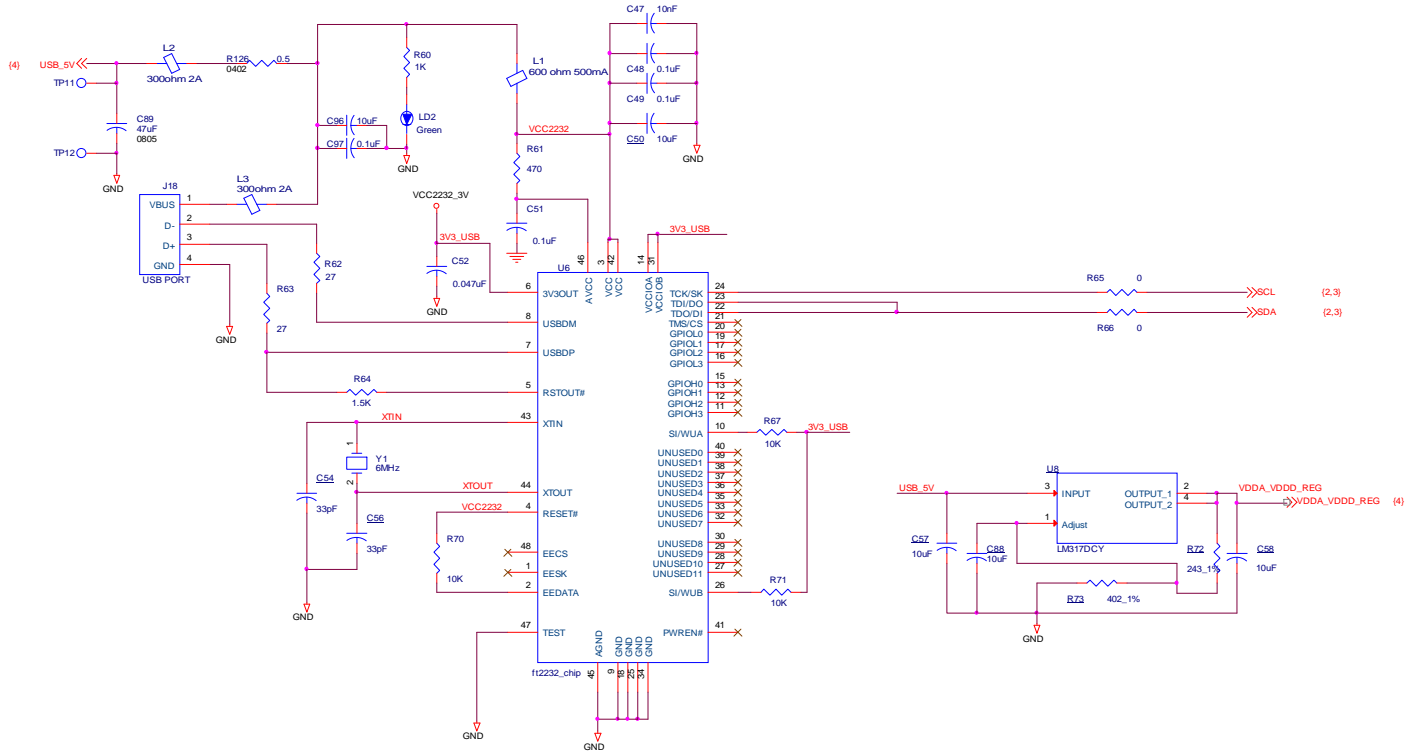 C47 10nF
C48 0.1uF
C49 0.1uF
C50 10uF
GND
{4} USB_5V
L2
300ohm 2A
R126 0.5
0402
TP11
C89
47uF
0805
TP12
GND
R60
1K
LD2
Green
C96 10uF
C97 0.1uF
GND
L1
600 ohm 500mA
VCC2232
R61
470
C51
0.1uF
J18
VBUS 1
D- 2
D+ 3
GND 4
USB PORT
L3
300ohm 2A
GND
R62
27
R63
27
VCC2232_3V
3V3_USB
C52
0.047uF
GND
R64
1.5K
XTIN
Y1
6MHz
1
2
C54
33pF
XTOUT
C56
33pF
GND
VCC2232
R70
10K
GND
U6
46 AVCC
3 VCC
42 VCC
14 VCCIOA
31 VCCIOB
3V3_USB
6 3V3OUT
8 USBDM
7 USBDP
5 RSTOUT#
43 XTIN
44 XTOUT
4 RESET#
48 EECS
1 EESK
2 EEDATA
47 TEST
TCK/SK 24
TDI/DO 23
TDO/DI 22
TMS/CS 21
GPIOL0 20
GPIOL1 19
GPIOL2 17
GPIOL3 16
GPIOH0 15
GPIOH1 13
GPIOH2 12
GPIOH3 11
SI/WUA 10
UNUSED0 40
UNUSED1 39
UNUSED2 38
UNUSED3 37
UNUSED4 36
UNUSED5 35
UNUSED6 33
UNUSED7 32
UNUSED8 30
UNUSED9 29
UNUSED10 28
UNUSED11 27
SI/WUB 26
PWREN# 41
AGND 45
GND 9
GND 18
GND 25
GND 34
ft2232_chip
GND
R65 0
SCL {2,3}
R66 0
SDA {2,3}
R67
10K
3V3_USB
R71
10K
USB_5V
U8
3 INPUT
1 Adjust
OUTPUT_1 2
OUTPUT_2 4
LM317DCY
VDDA_VDDD_REG
VDDA_VDDD_REG {4}
C57
10uF
C88
10uF
R72
243_1%
C58
10uF
R73 402_1%
GND